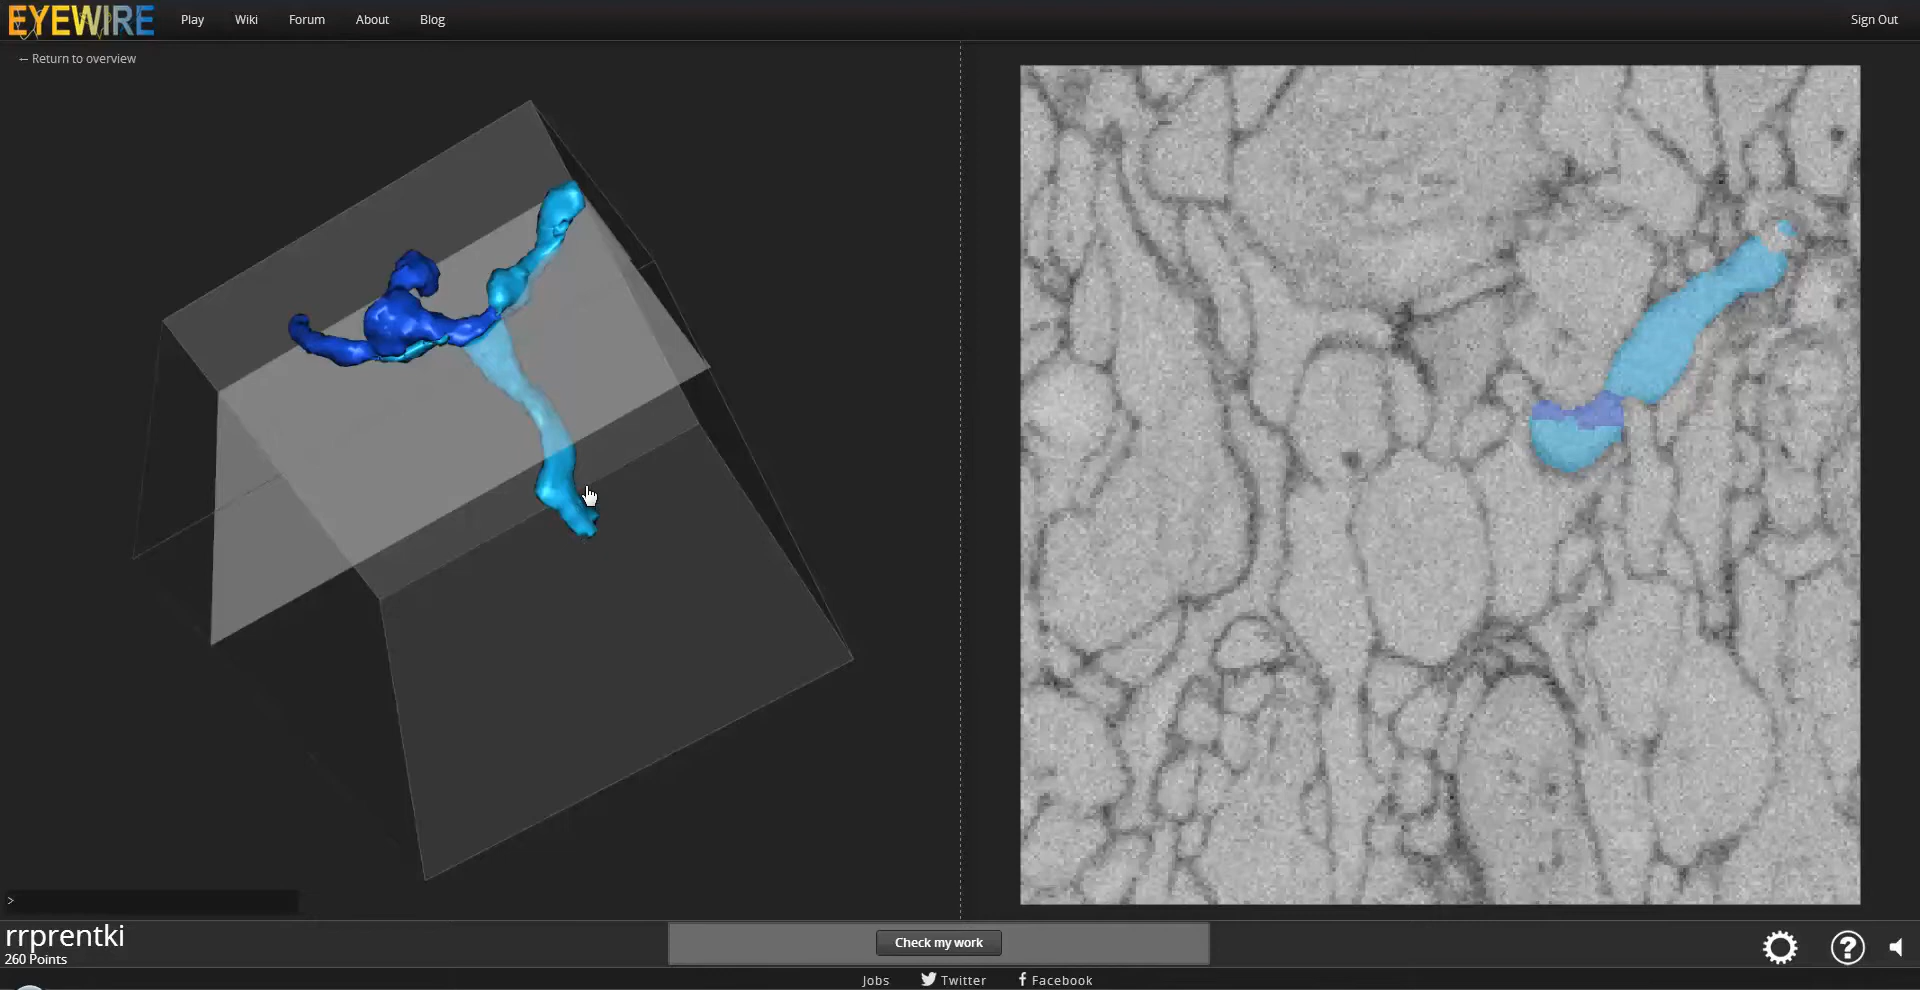 EYEWIRE
Play
Wiki
Forum
About
Blog
Sign Out
← Return to overview
>
rrprentki
260 Points
Check my work
?
Jobs
Twitter
Facebook